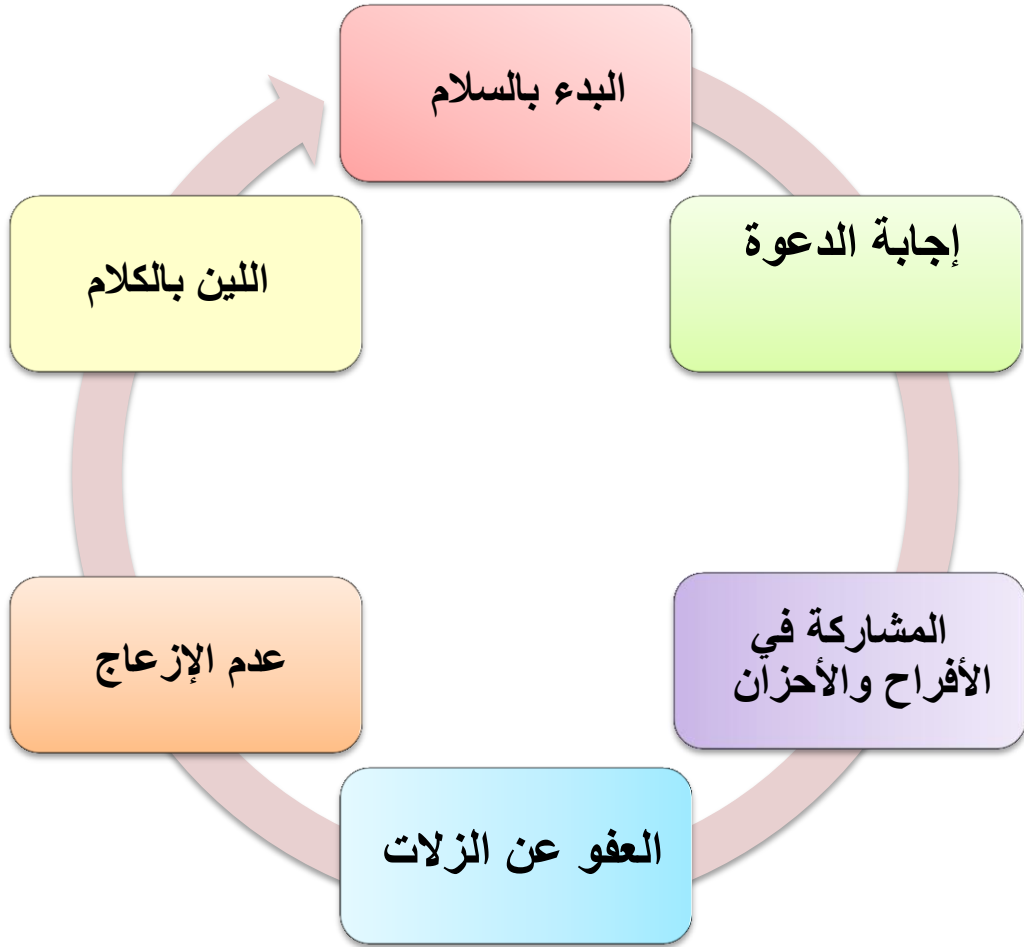 البدء بالسلام
إجابة الدعوة
المشاركة في
الأفراح والأحزان
العفو عن الزلات
عدم الإزعاج
اللين بالكلام